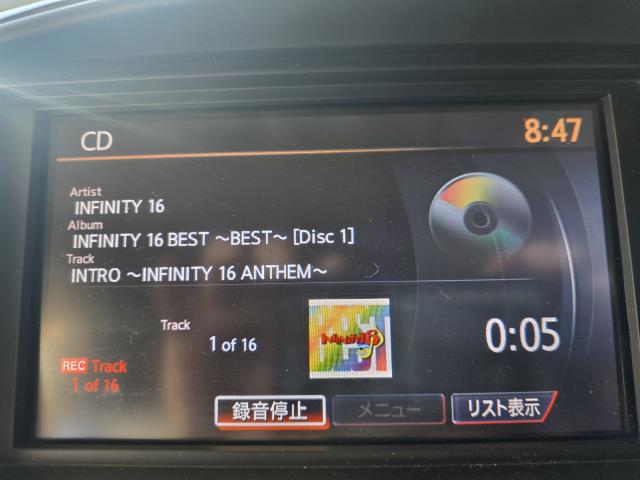 CD
8:47
Artist
INFINITY 16
Album
INFINITY 16 BEST ～BEST～ [Disc 1]
Track
INTRO ～INFINITY 16 ANTHEM～
Track
1 of 16
0:05
REC Track
1 of 16
録音停止
メニュー
リスト表示